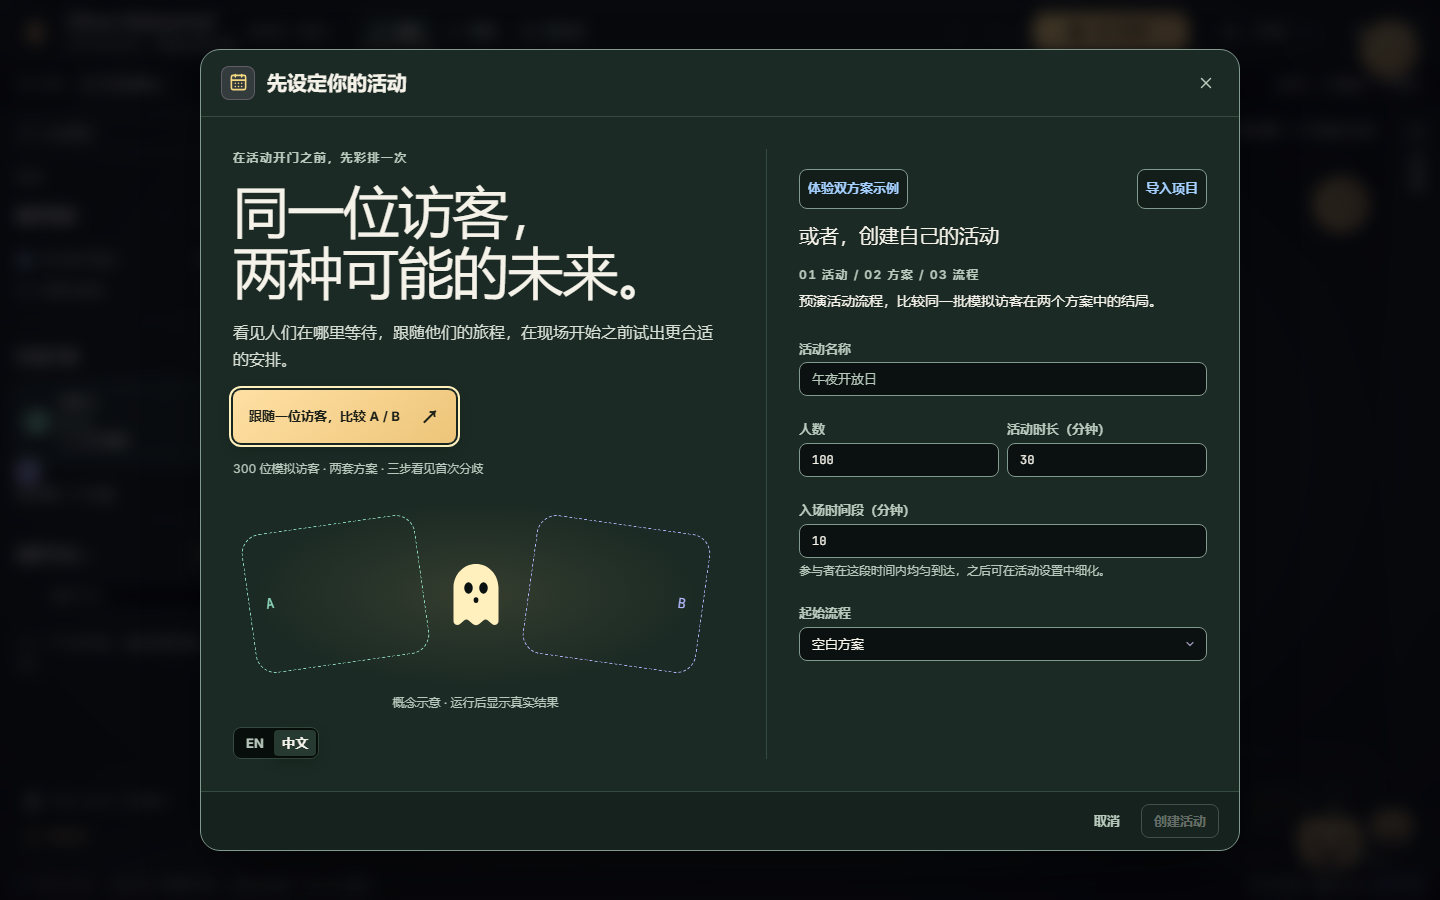 先设定你的活动
在活动开门之前，先彩排一次
同一位访客，
两种可能的未来。
看见人们在哪里等待，跟随他们的旅程，在现场开始之前试出更合适
的安排。
跟随一位访客，比较 A / B
300 位模拟访客 · 两套方案 · 三步看见首次分歧
A
B
概念示意 · 运行后显示真实结果
EN 中文
体验双方案示例
导入项目
或者，创建自己的活动
01 活动 / 02 方案 / 03 流程
预演活动流程，比较同一批模拟访客在两个方案中的结局。
活动名称
午夜开放日
人数
活动时长（分钟）
100
30
入场时间段（分钟）
10
参与者在这段时间内均匀到达，之后可在活动设置中细化。
起始流程
空白方案
取消
创建活动